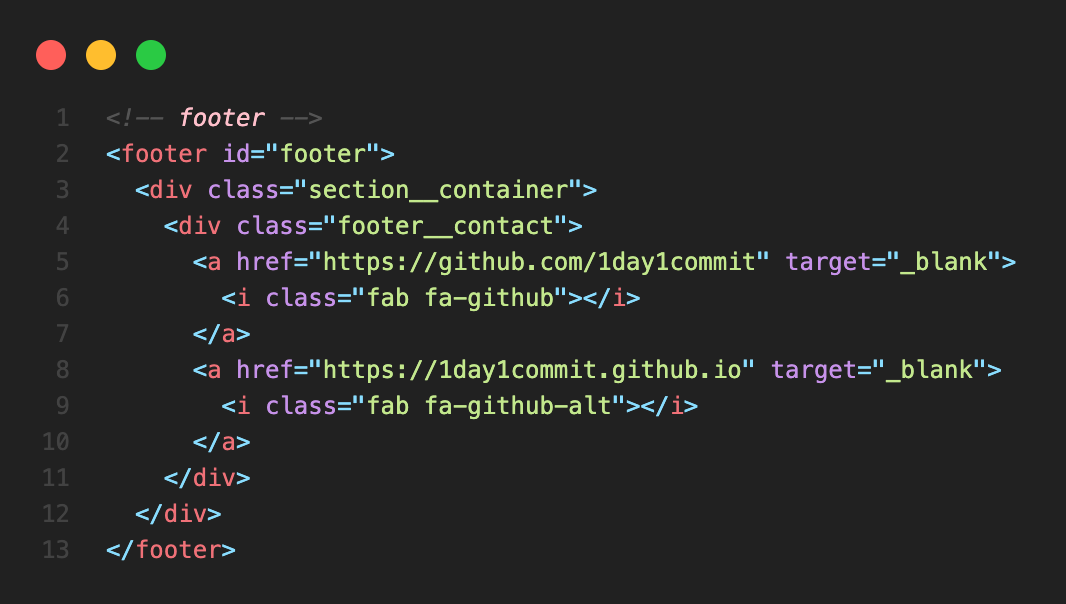 1 <!-- footer -->
2 <footer id="footer">
3   <div class="section__container">
4     <div class="footer__contact">
5       <a href="https://github.com/1day1commit" target="_blank">
6         <i class="fab fa-github"></i>
7       </a>
8       <a href="https://1day1commit.github.io" target="_blank">
9         <i class="fab fa-github-alt"></i>
10       </a>
11     </div>
12   </div>
13 </footer>